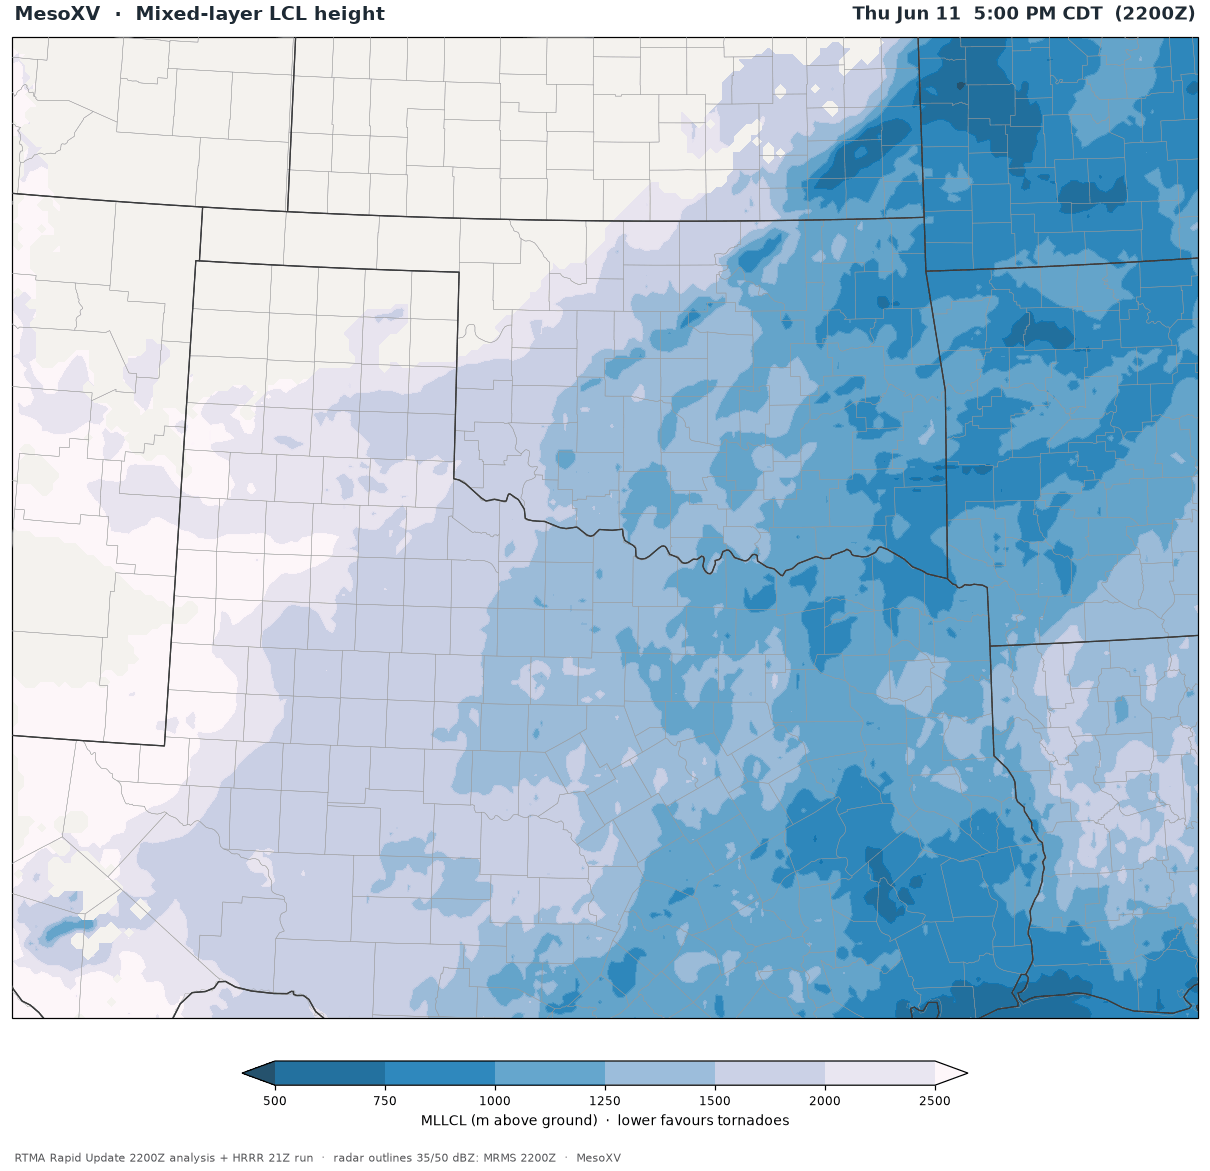 MesoXV · Mixed-layer LCL height
Thu Jun 11 5:00 PM CDT (2200Z)
500 750 1000 1250 1500 2000 2500
MLLCL (m above ground) · lower favours tornadoes
RTMA Rapid Update 2200Z analysis + HRRR 21Z run · radar outlines 35/50 dBZ: MRMS 2200Z · MesoXV